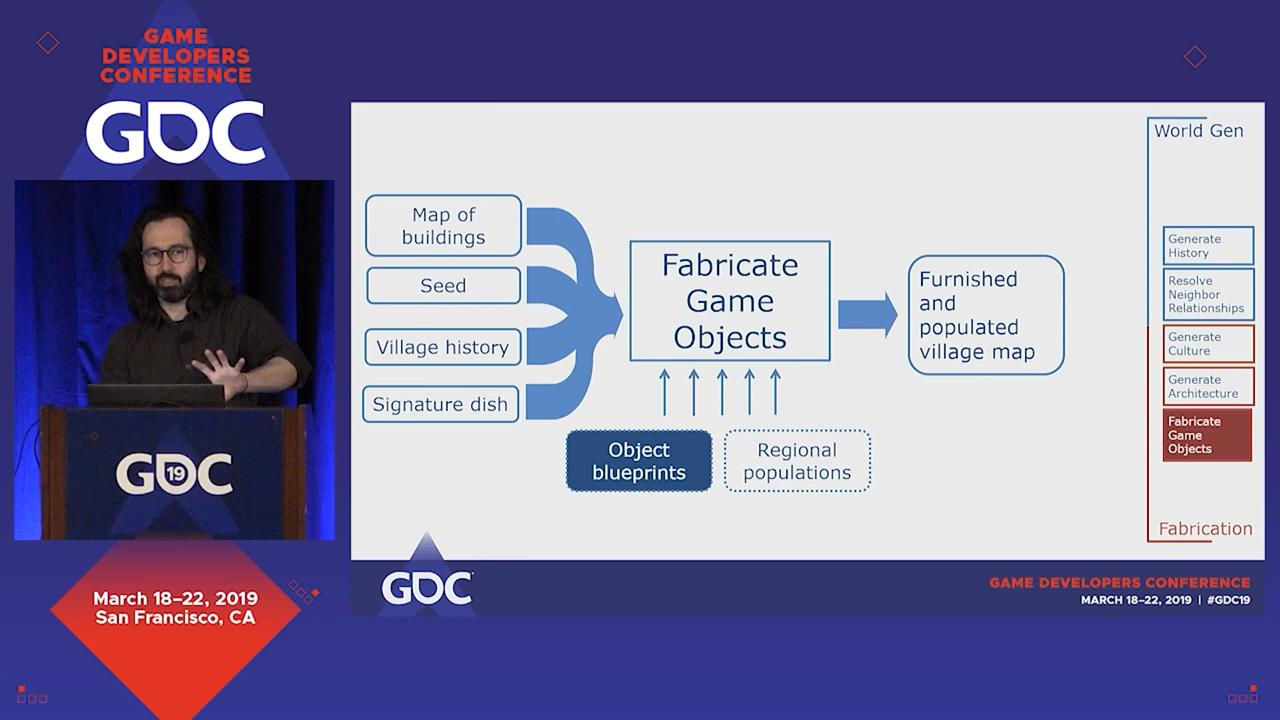 GAME
DEVELOPERS
CONFERENCE
GDC
GDC
19
March 18–22, 2019
San Francisco, CA
Map of
buildings
Seed
Village history
Signature dish
Fabricate
Game
Objects
Object
blueprints
Regional
populations
Furnished
and
populated
village map
World Gen
Generate
History
Resolve
Neighbor
Relationships
Generate
Culture
Generate
Architecture
Fabricate
Game
Objects
Fabrication
GDC
GAME DEVELOPERS CONFERENCE
MARCH 18–22, 2019 | #GDC19